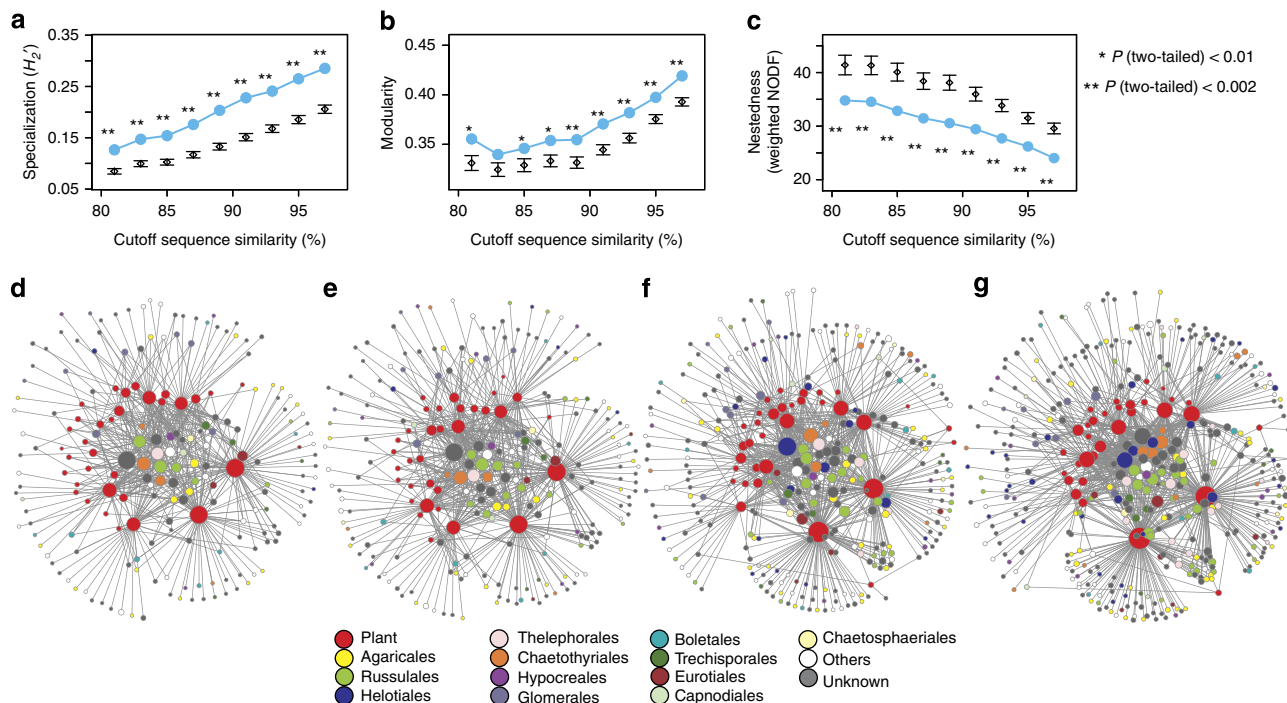 a
Specialization (H2′)
0.35
0.25
0.15
0.05
** ** ** ** ** ** ** ** **
80 85 90 95
Cutoff sequence similarity (%)
b
Modularity
0.45
0.40
0.35
* * * ** ** ** ** **
80 85 90 95
Cutoff sequence similarity (%)
c
Nestedness
(weighted NODF)
40
30
20
** ** ** ** ** ** ** ** **
80 85 90 95
Cutoff sequence similarity (%)
* P (two-tailed) < 0.01
** P (two-tailed) < 0.002
d
e
f
g
Plant
Agaricales
Russulales
Helotiales
Thelephorales
Chaetothyriales
Hypocreales
Glomerales
Boletales
Trechisporales
Eurotiales
Capnodiales
Chaetosphaeriales
Others
Unknown